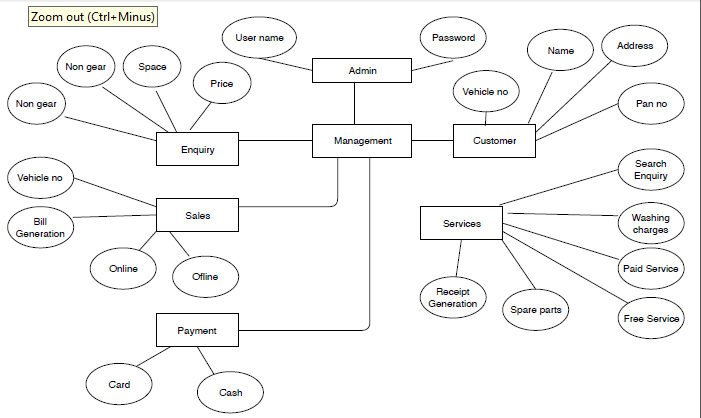 Zoom out (Ctrl+Minus)
User name
Password
Admin
Name
Address
Non gear
Space
Price
Vehicle no
Non gear
Pan no
Enquiry
Management
Customer
Vehicle no
Search
Enquiry
Bill
Generation
Sales
Services
Washing
charges
Online
Ofline
Paid Service
Receipt
Generation
Spare parts
Free Service
Payment
Card
Cash